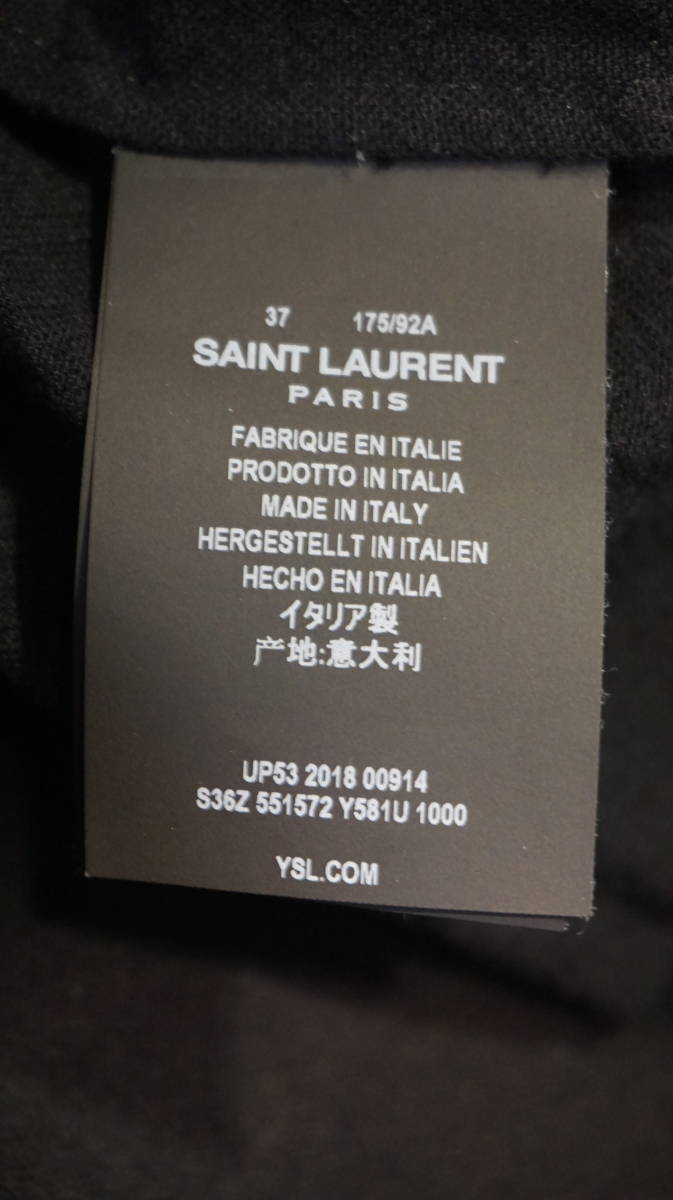 37 175/92A
SAINT LAURENT
PARIS
FABRIQUE EN ITALIE
PRODOTTO IN ITALIA
MADE IN ITALY
HERGESTELLT IN ITALIEN
HECHO EN ITALIA
イタリア製
产地:意大利
UP53 2018 00914
S36Z 551572 Y581U 1000
YSL.COM